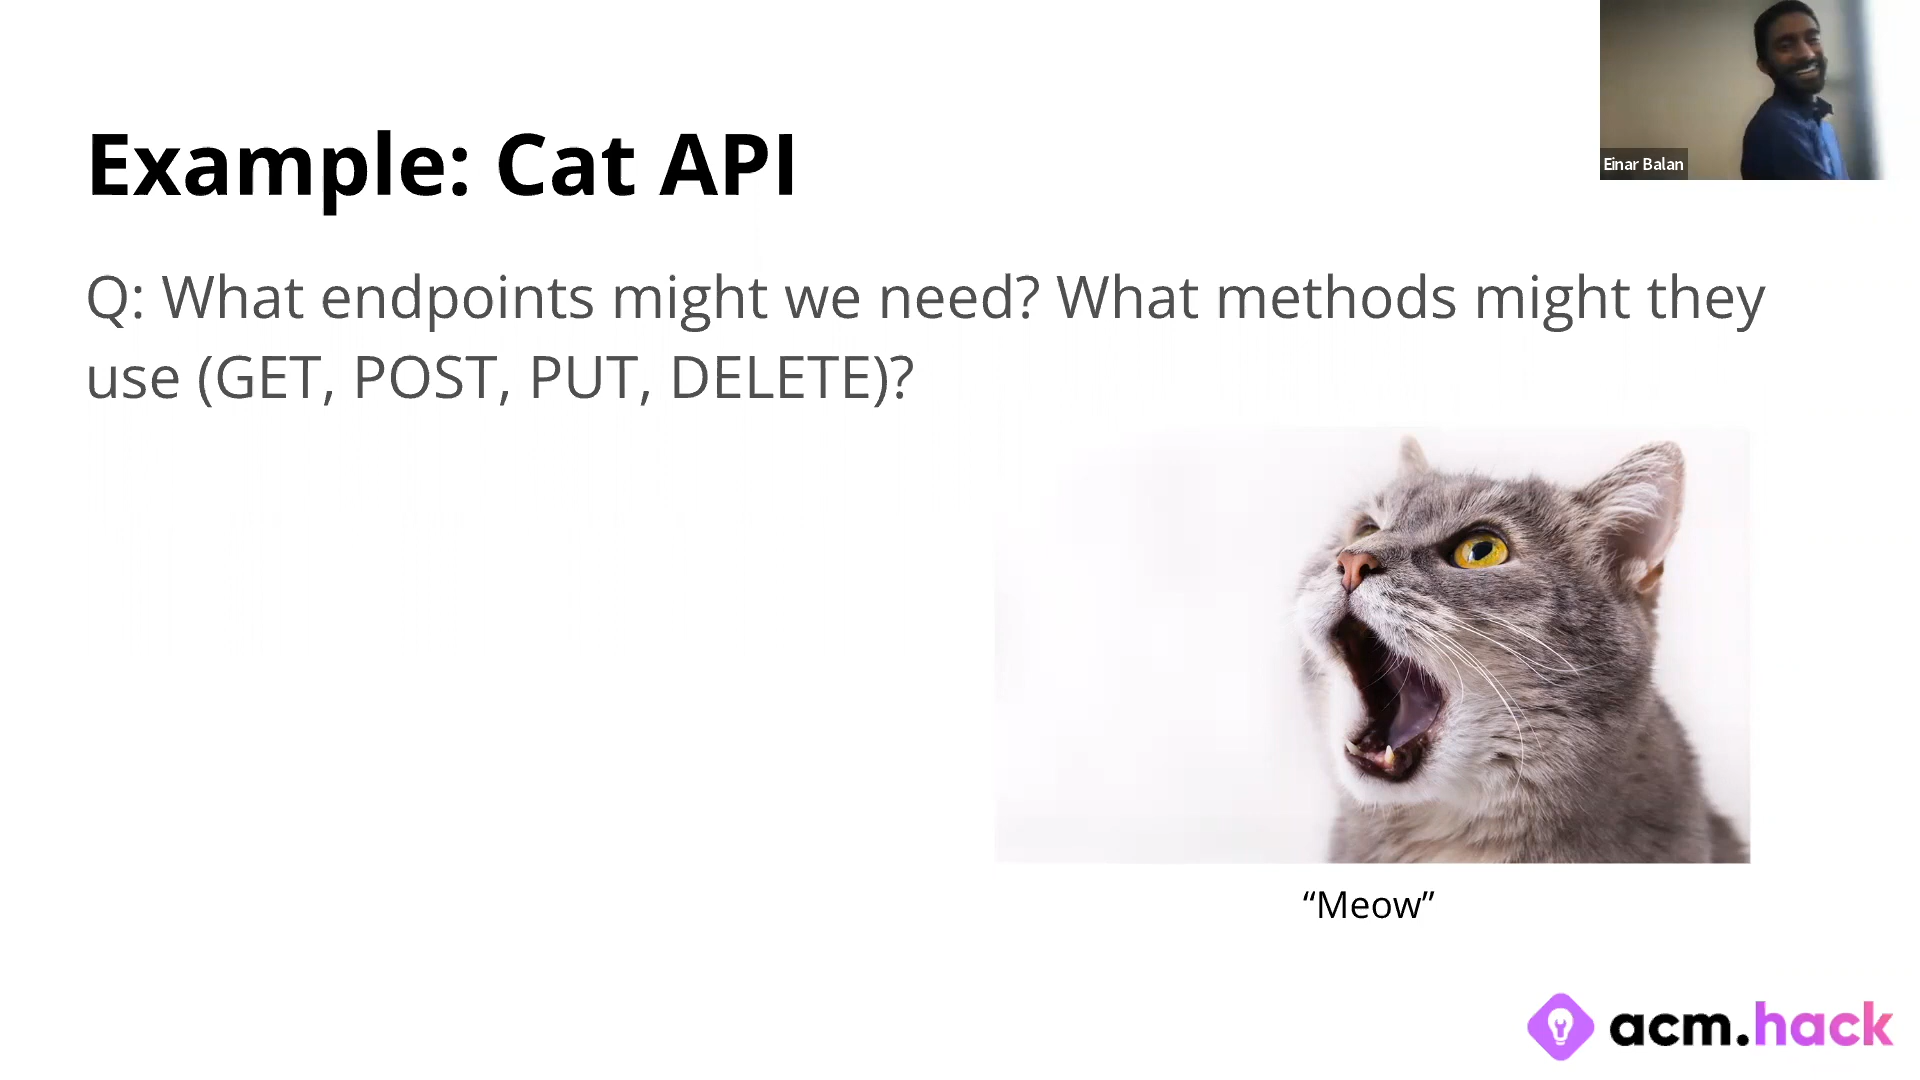 Example: Cat API
Einar Balan
Q: What endpoints might we need? What methods might they
use (GET, POST, PUT, DELETE)?
“Meow”
acm.hack